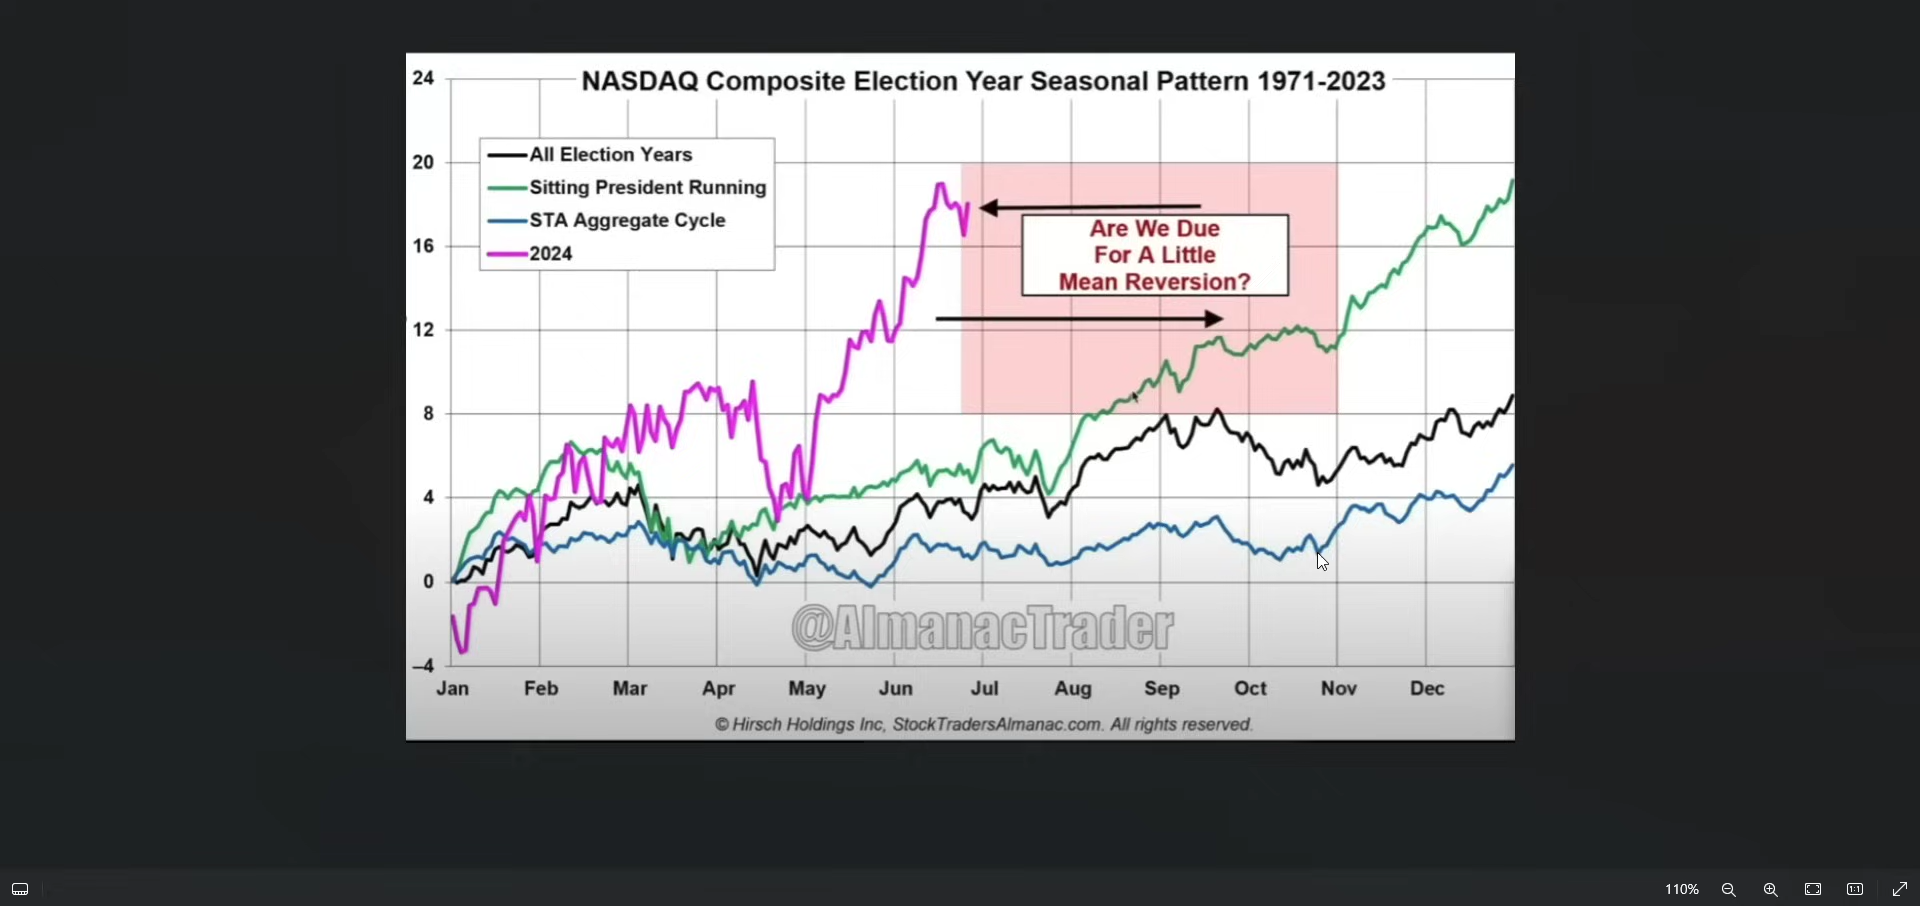 NASDAQ Composite Election Year Seasonal Pattern 1971-2023
24
20
16
12
8
4
0
–4
All Election Years
Sitting President Running
STA Aggregate Cycle
2024
Are We Due
For A Little
Mean Reversion?
@AlmanacTrader
Jan Feb Mar Apr May Jun Jul Aug Sep Oct Nov Dec
© Hirsch Holdings Inc, StockTradersAlmanac.com. All rights reserved.
110%
1:1